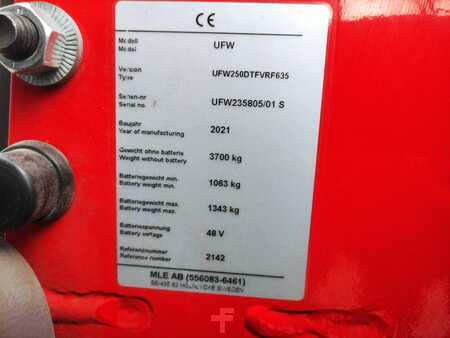 CE
Modell UFW
Model
Version UFW250DTFVRF635
Type
Serien-nr UFW235805/01 S
Serial no.
Baujahr 2021
Year of manufacturing
Gewicht ohne batterie 3700 kg
Weight without battery
Batteriegewicht min. 1063 kg
Battery weight min.
Batteriegewicht max. 1343 kg
Battery weight max.
Batteriespannung 48 V
Battery voltage
Referenznummer 2142
Reference number
MLE AB (556083-6461)
SWEDEN